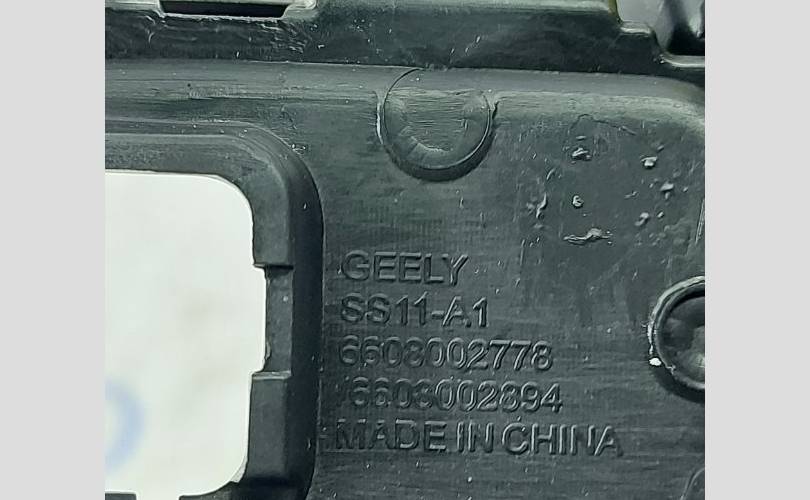 GEELY
SS11-A1
6608002778
6608002894
MADE IN CHINA